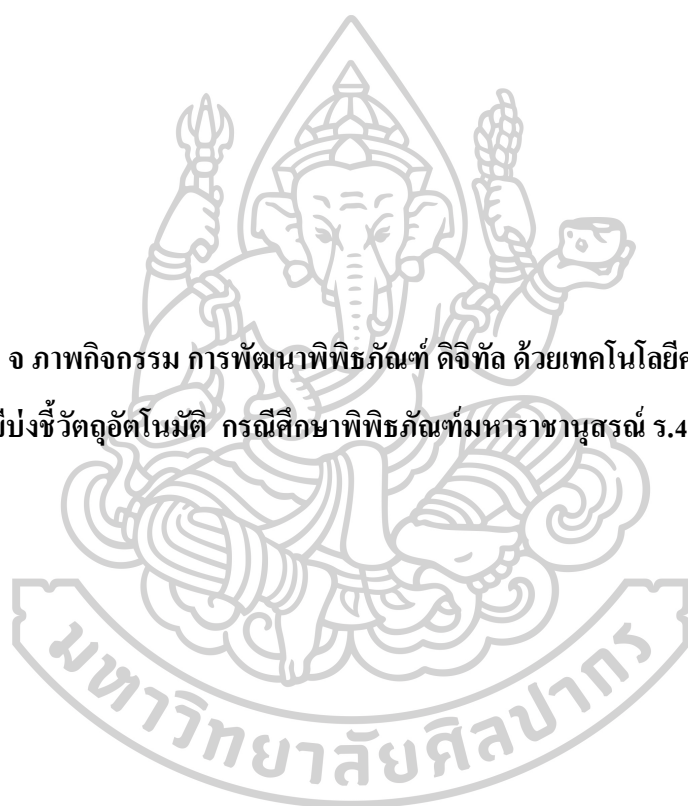 จ ภาพกิจกรรม การพัฒนาพิพิธภัณฑ์ ดิจิทัล ด้วยเทคโนโลยี
บ่งชี้วัตถุอัตโนมัติ กรณีศึกษาพิพิธภัณฑ์มหาราชานุสรณ์ ร.4
มหาวิทยาลัยศิลปากร